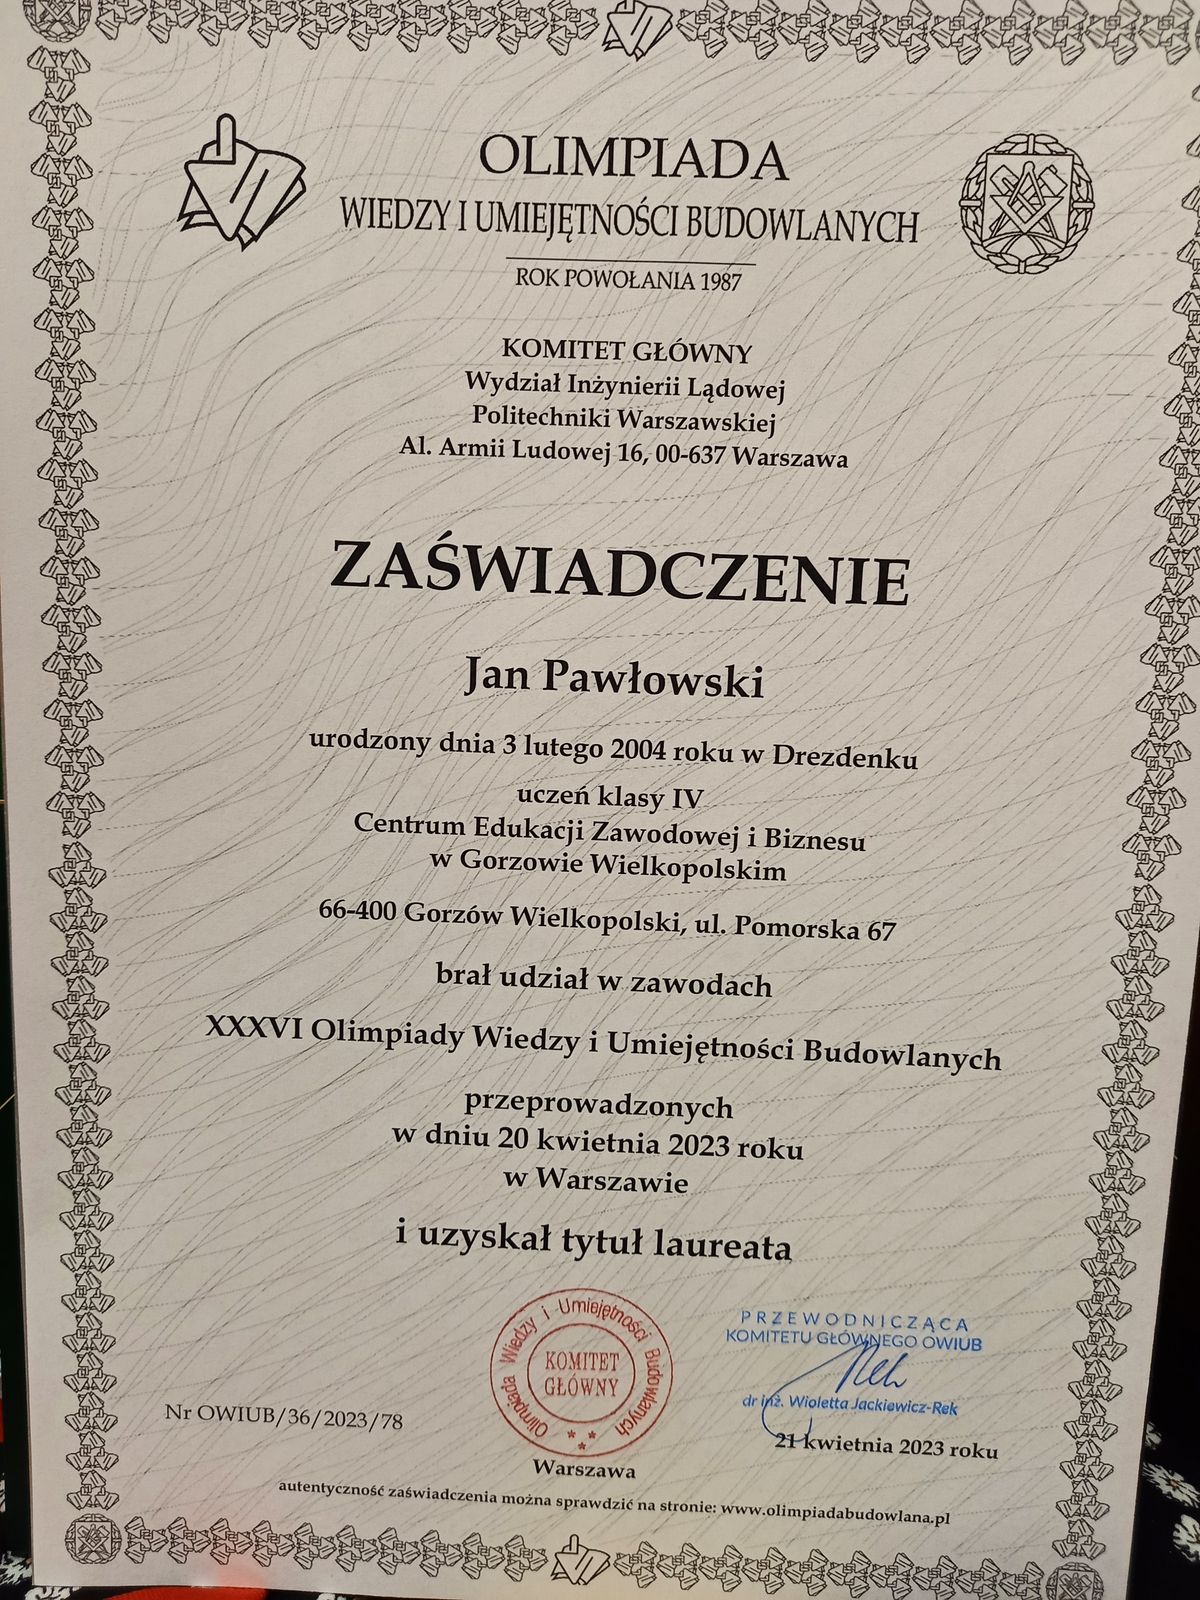 OLIMPIADA
WIEDZY I UMIEJĘTNOŚCI BUDOWLANYCH
ROK POWOŁANIA 1987
KOMITET GŁÓWNY
Wydział Inżynierii Lądowej
Politechniki Warszawskiej
Al. Armii Ludowej 16, 00-637 Warszawa
ZAŚWIADCZENIE
Jan Pawłowski
urodzony dnia 3 lutego 2004 roku w Drezdenku
uczeń klasy IV
Centrum Edukacji Zawodowej i Biznesu
w Gorzowie Wielkopolskim
66-400 Gorzów Wielkopolski, ul. Pomorska 67
brał udział w zawodach
XXXVI Olimpiady Wiedzy i Umiejętności Budowlanych
przeprowadzonych
w dniu 20 kwietnia 2023 roku
w Warszawie
i uzyskał tytuł laureata
Nr OWIUB/36/2023/78
Olimpiada Wiedzy i Umiejętności Budowlanych
KOMITET
GŁÓWNY
Warszawa
PRZEWODNICZĄCA
KOMITETU GŁÓWNEGO OWIUB
dr inż. Wioletta Jackiewicz-Rek
21 kwietnia 2023 roku
autentyczność zaświadczenia można sprawdzić na stronie: www.olimpiadabudowlana.pl